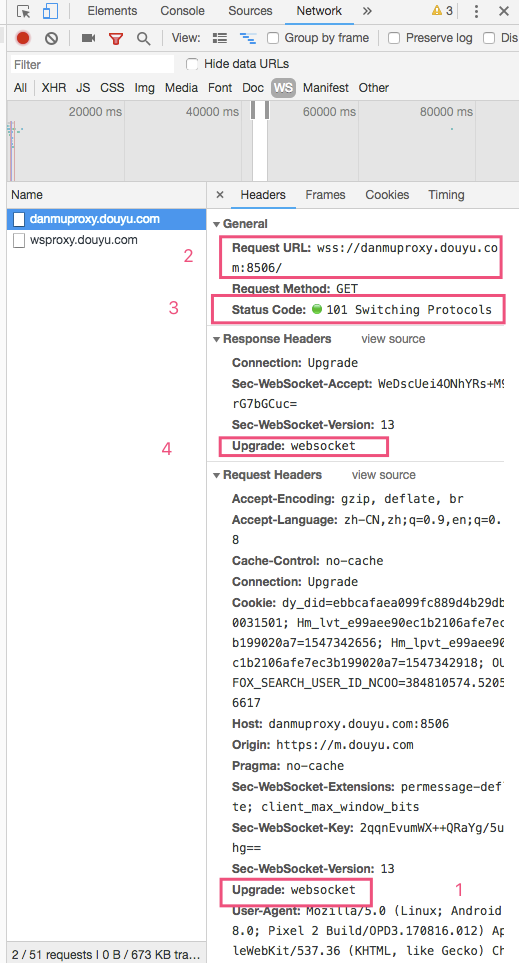 Elements Console Sources Network » 3
View: Group by frame Preserve log Dis
Filter Hide data URLs
All XHR JS CSS Img Media Font Doc WS Manifest Other
20000 ms 40000 ms 60000 ms 80000 ms
Name
danmuproxy.douyu.com
wsproxy.douyu.com
× Headers Frames Cookies Timing
General
2
Request URL: wss://danmuproxy.douyu.co
m:8506/
Request Method: GET
3
Status Code: 101 Switching Protocols
Response Headers view source
Connection: Upgrade
Sec-WebSocket-Accept: WeDscUei4ONhYRs+M9
rG7bGCuc=
Sec-WebSocket-Version: 13
4
Upgrade: websocket
Request Headers view source
Accept-Encoding: gzip, deflate, br
Accept-Language: zh-CN,zh;q=0.9,en;q=0.
8
Cache-Control: no-cache
Connection: Upgrade
Cookie: dy_did=ebbcafaea099fc889d4b29db
0031501; Hm_lvt_e99aee90ec1b2106afe7ec
b199020a7=1547342656; Hm_lpvt_e99aee90
c1b2106afe7ec3b199020a7=1547342918; OU
FOX_SEARCH_USER_ID_NCOO=384810574.5205
6617
Host: danmuproxy.douyu.com:8506
Origin: https://m.douyu.com
Pragma: no-cache
Sec-WebSocket-Extensions: permessage-def
te; client_max_window_bits
Sec-WebSocket-Key: 2qqnEvumWX++QRaYg/5u
hg==
Sec-WebSocket-Version: 13
Upgrade: websocket
1
User-Agent: Mozilla/5.0 (Linux; Android
8.0; Pixel 2 Build/OPD3.170816.012) Ap
leWebKit/537.36 (KHTML, like Gecko) Ch
2 / 51 requests I 0 B / 673 KB tra…